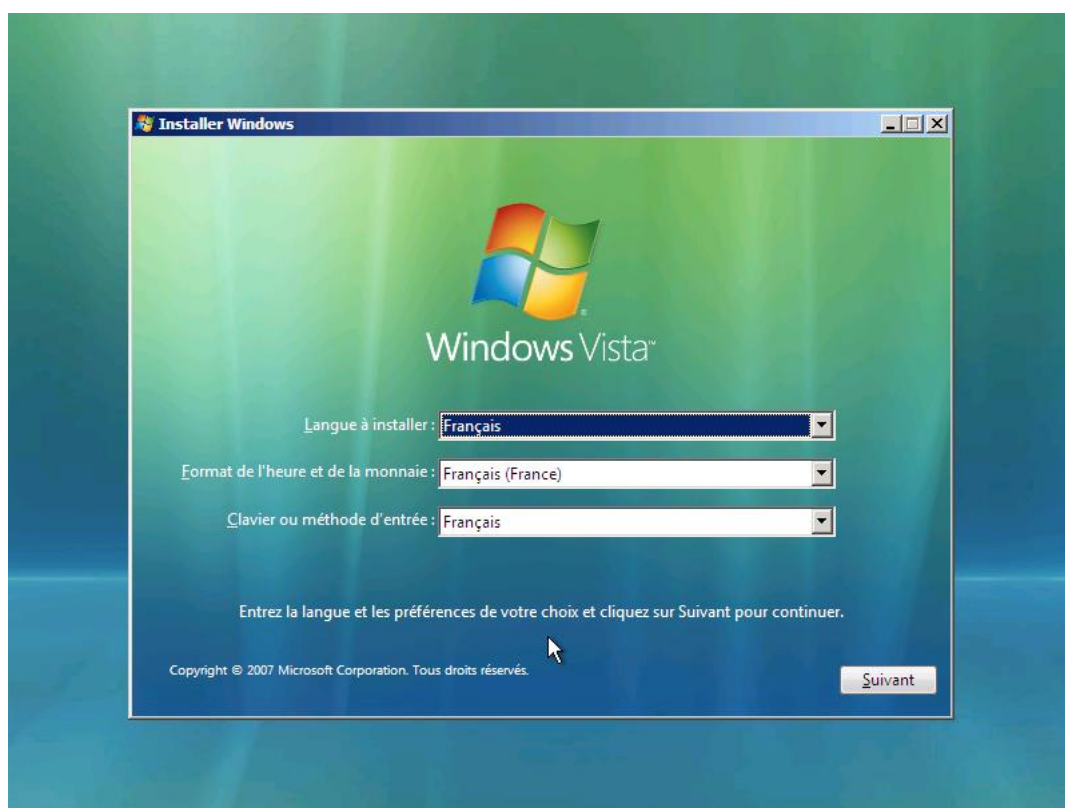 Installer Windows
Windows Vista™
Langue à installer : Français
Format de l'heure et de la monnaie : Français (France)
Clavier ou méthode d'entrée : Français
Entrez la langue et les préférences de votre choix et cliquez sur Suivant pour continuer.
Copyright © 2007 Microsoft Corporation. Tous droits réservés.
Suivant